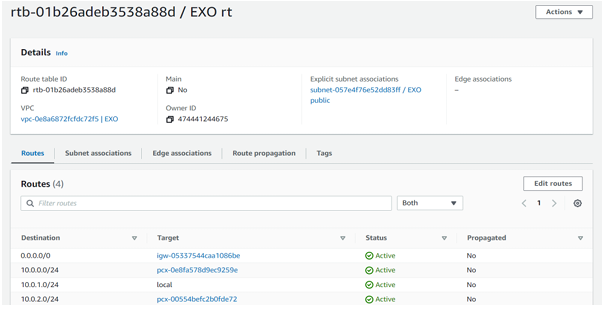 rtb-01b26adeb3538a88d / EXO rt
Actions
Details Info
Route table ID
rtb-01b26adeb3538a88d
Main
No
Explicit subnet associations
subnet-057e4f76e52dd83ff / EXO
public
Edge associations
–
VPC
vpc-0e8a6872fcfdc72f5 | EXO
Owner ID
474441244675
Routes Subnet associations Edge associations Route propagation Tags
Routes (4)
Edit routes
Filter routes
Both
1
Destination Target Status Propagated
0.0.0.0/0 igw-05337544caa1086be Active No
10.0.0.0/24 pcx-0e8fa578d9ec9259e Active No
10.0.1.0/24 local Active No
10.0.2.0/24 pcx-00554befc2b0fde72 Active No